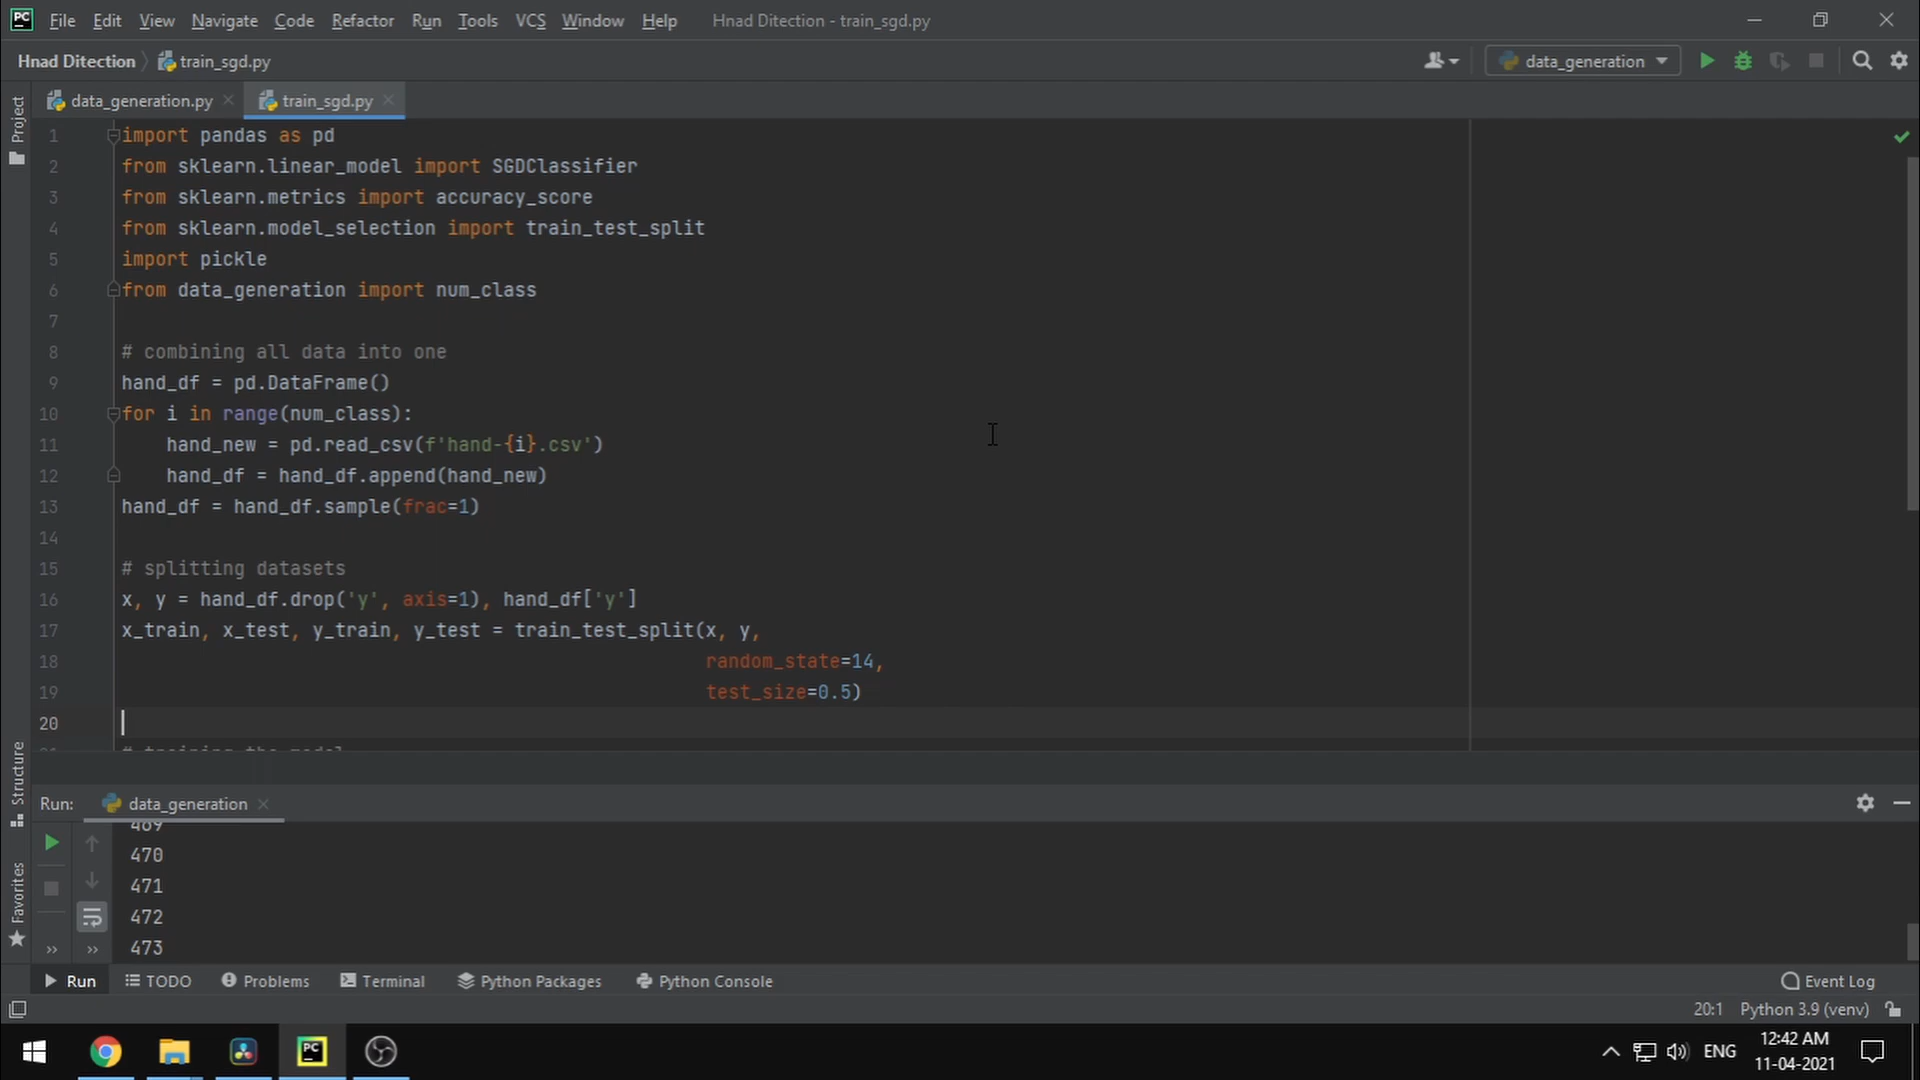 PC File Edit View Navigate Code Refactor Run Tools VCS Window Help Hnad Ditection - train_sgd.py
Hnad Ditection train_sgd.py data_generation
Project
data_generation.py train_sgd.py
1 import pandas as pd
2 from sklearn.linear_model import SGDClassifier
3 from sklearn.metrics import accuracy_score
4 from sklearn.model_selection import train_test_split
5 import pickle
6 from data_generation import num_class
7
8 # combining all data into one
9 hand_df = pd.DataFrame()
10 for i in range(num_class):
11 hand_new = pd.read_csv(f'hand-{i}.csv')
12 hand_df = hand_df.append(hand_new)
13 hand_df = hand_df.sample(frac=1)
14
15 # splitting datasets
16 x, y = hand_df.drop('y', axis=1), hand_df['y']
17 x_train, x_test, y_train, y_test = train_test_split(x, y,
18 random_state=14,
19 test_size=0.5)
20
# training the model
Structure
Favorites
Run: data_generation
469
470
471
472
473
Run TODO Problems Terminal Python Packages Python Console Event Log
20:1 Python 3.9 (venv)
PC ENG 12:42 AM
11-04-2021